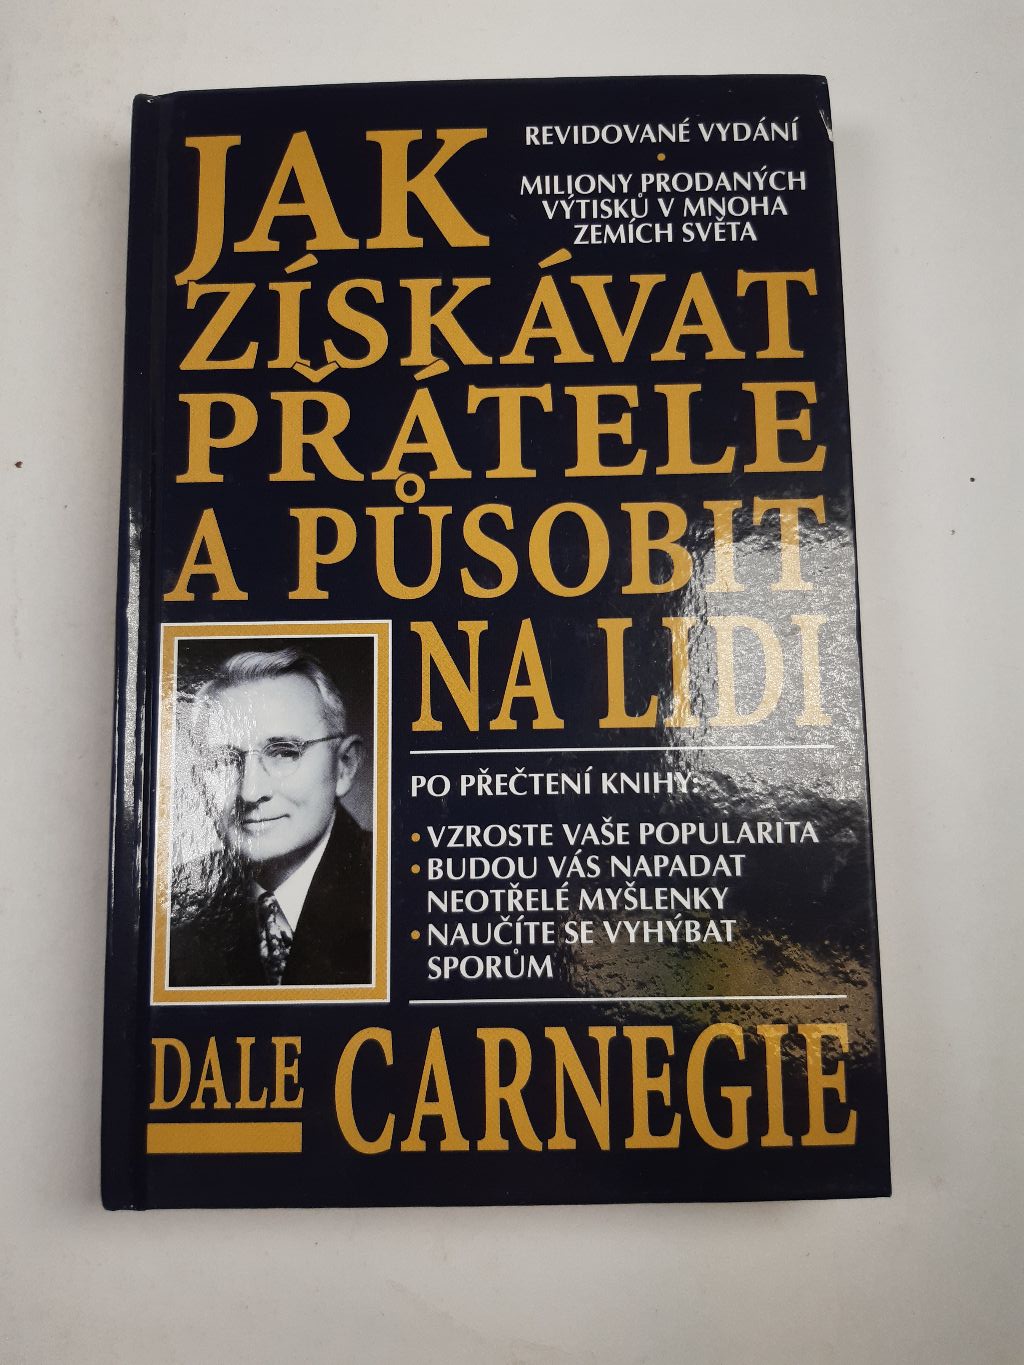 JAK
REVIDOVANÉ VYDÁNÍ
•
MILIONY PRODANÝCH
VÝTISKŮ V MNOHA
ZEMÍCH SVĚTA
ZÍSKÁVAT
PŘÁTELE
A PŮSOBIT
NA LIDI
PO PŘEČTENÍ KNIHY:
• VZROSTE VAŠE POPULARITA
• BUDOU VÁS NAPADAT
NEOTŘELÉ MYŠLENKY
• NAUČÍTE SE VYHÝBAT
SPORŮM
DALE CARNEGIE